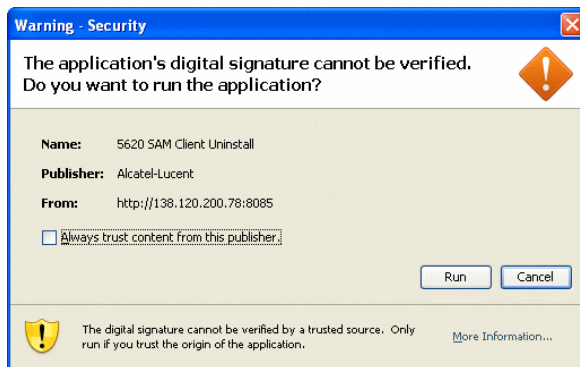 Warning - Security
The application's digital signature cannot be verified.
Do you want to run the application?
Name: 5620 SAM Client Uninstall
Publisher: Alcatel-Lucent
From: http://138.120.200.78:8085
Always trust content from this publisher.
Run Cancel
The digital signature cannot be verified by a trusted source. Only
run if you trust the origin of the application.
More Information...